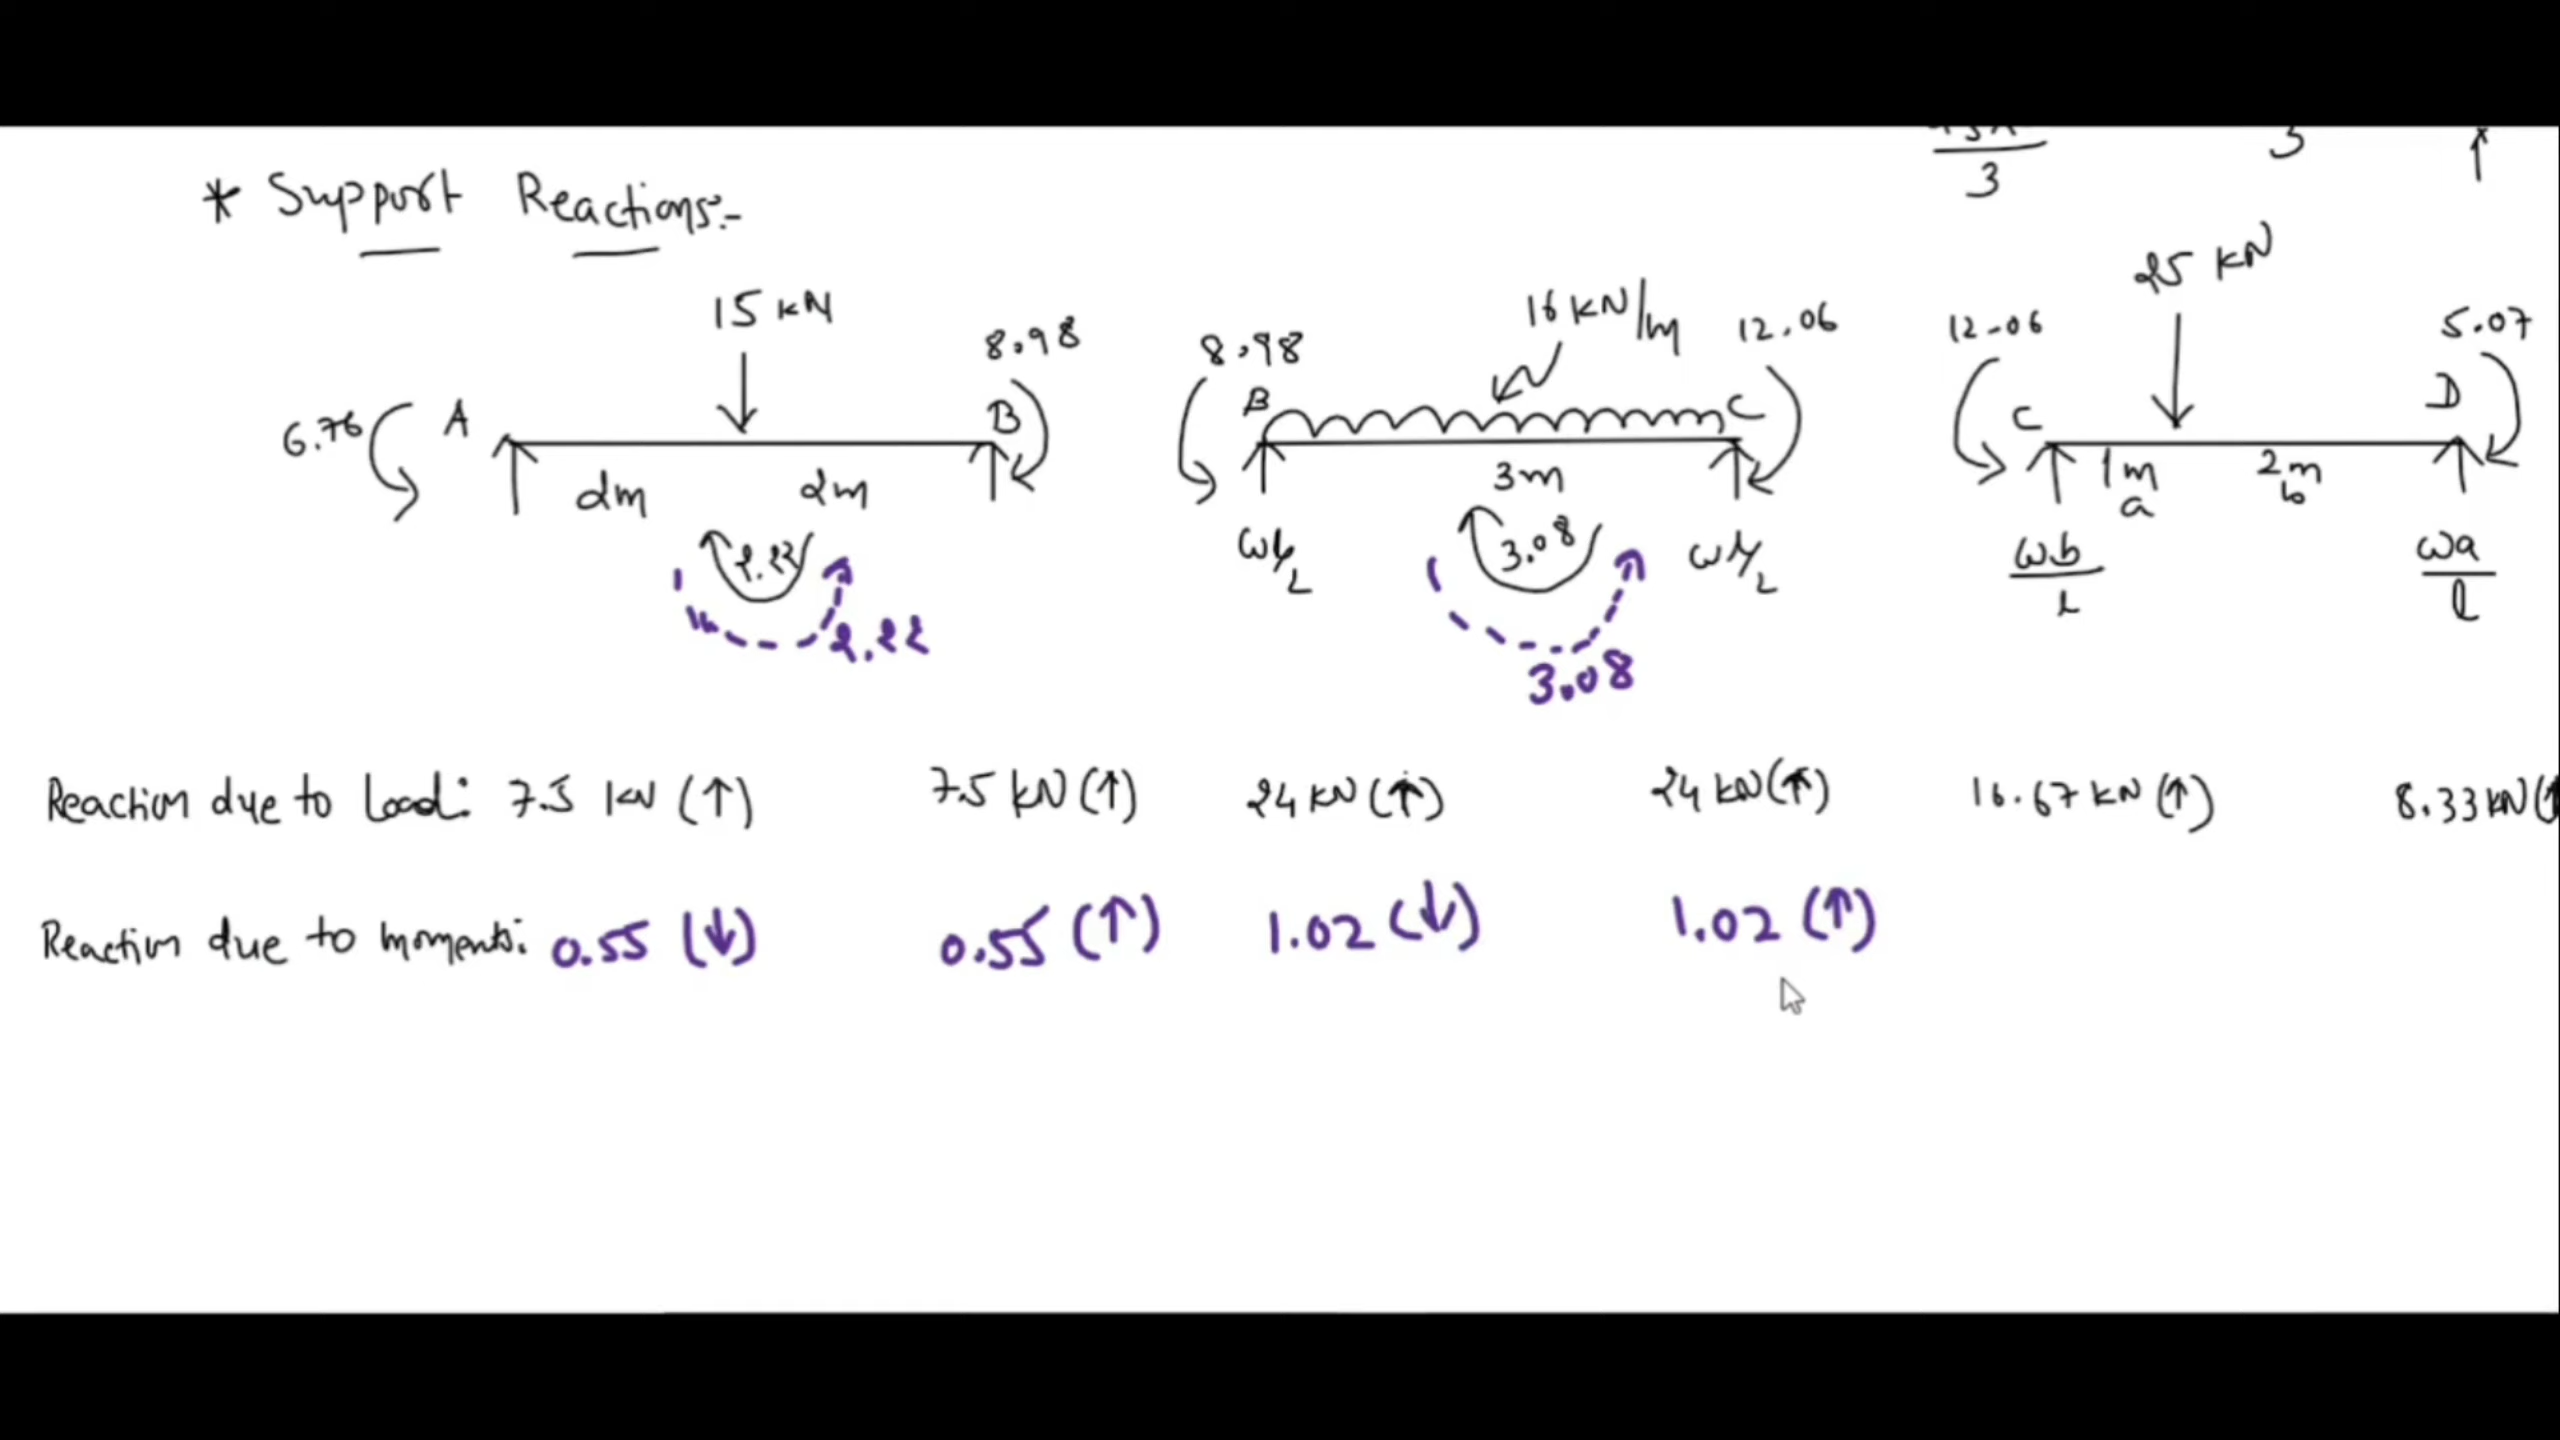 * Support Reactions:-
3
3
15 kN
8.98
6.76
A
B
2m
2m
2.22
2.22
16 kN/m
8.98
12.06
B
C
3m
3.08
3.08
wl/2
wl/2
25 kN
12.06
5.07
C
D
1m
a
2m
b
wb
l
wa
l
Reaction due to Load: 7.5 kN (↑) 7.5 kN (↑) 24 kN (↑) 24 kN (↑) 16.67 kN (↑) 8.33 kN (↑
Reaction due to moments: 0.55 (↓) 0.55 (↑) 1.02 (↓) 1.02 (↑)